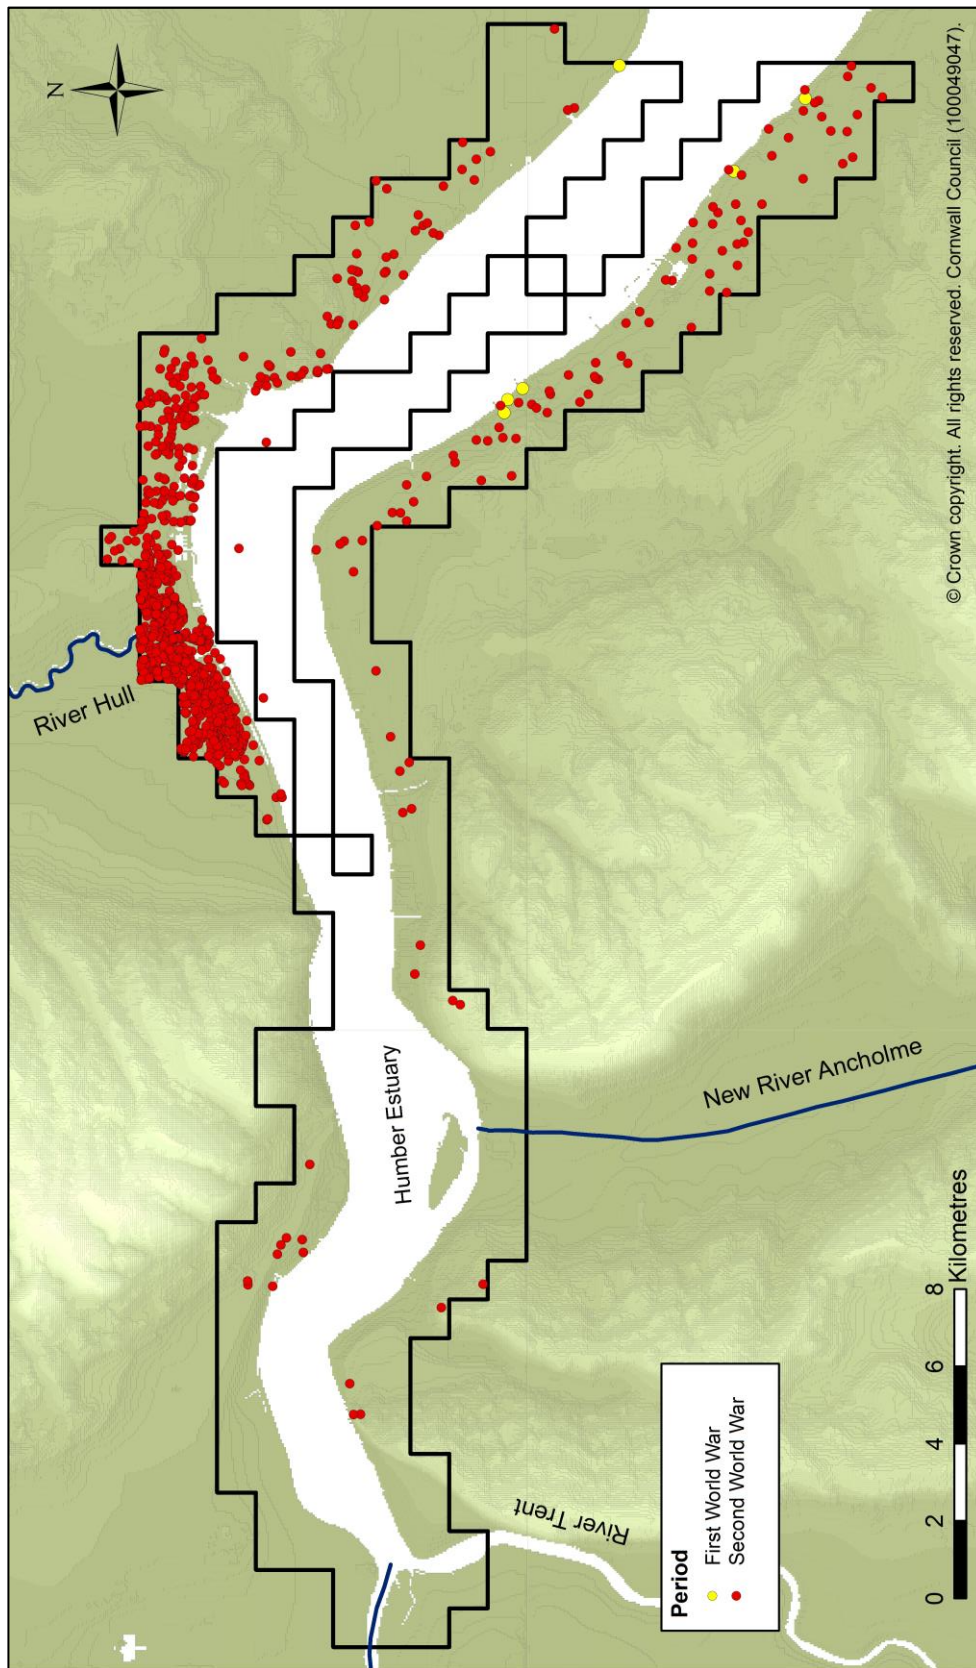 N
River Hull
Humber Estuary
New River Ancholme
River Trent
Period
First World War
Second World War
0 2 4 6 8
Kilometres
© Crown copyright. All rights reserved. Cornwall Council (100049047).